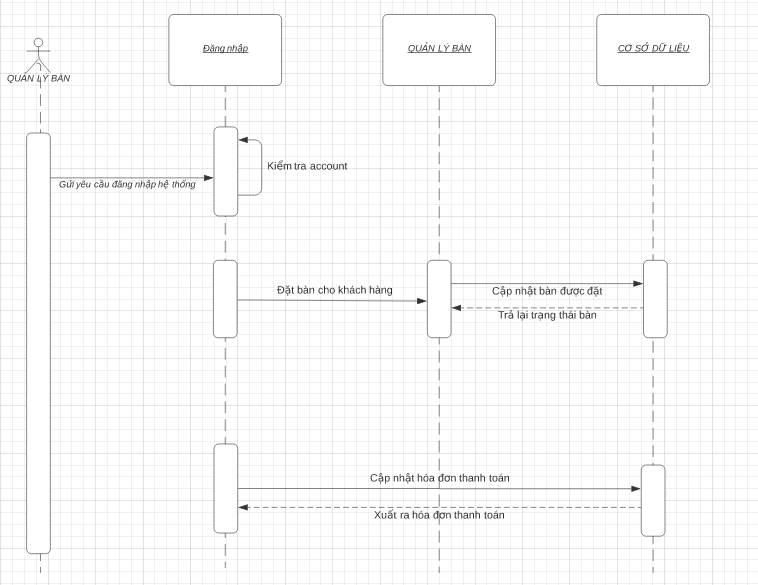 Đăng nhập
QUẢN LÝ BÀN
CƠ SỞ DỮ LIỆU
QUẢN LÝ BÀN
Kiểm tra account
Gửi yêu cầu đăng nhập hệ thống
Đặt bàn cho khách hàng
Cập nhật bàn được đặt
Trả lại trạng thái bàn
Cập nhật hóa đơn thanh toán
Xuất ra hóa đơn thanh toán